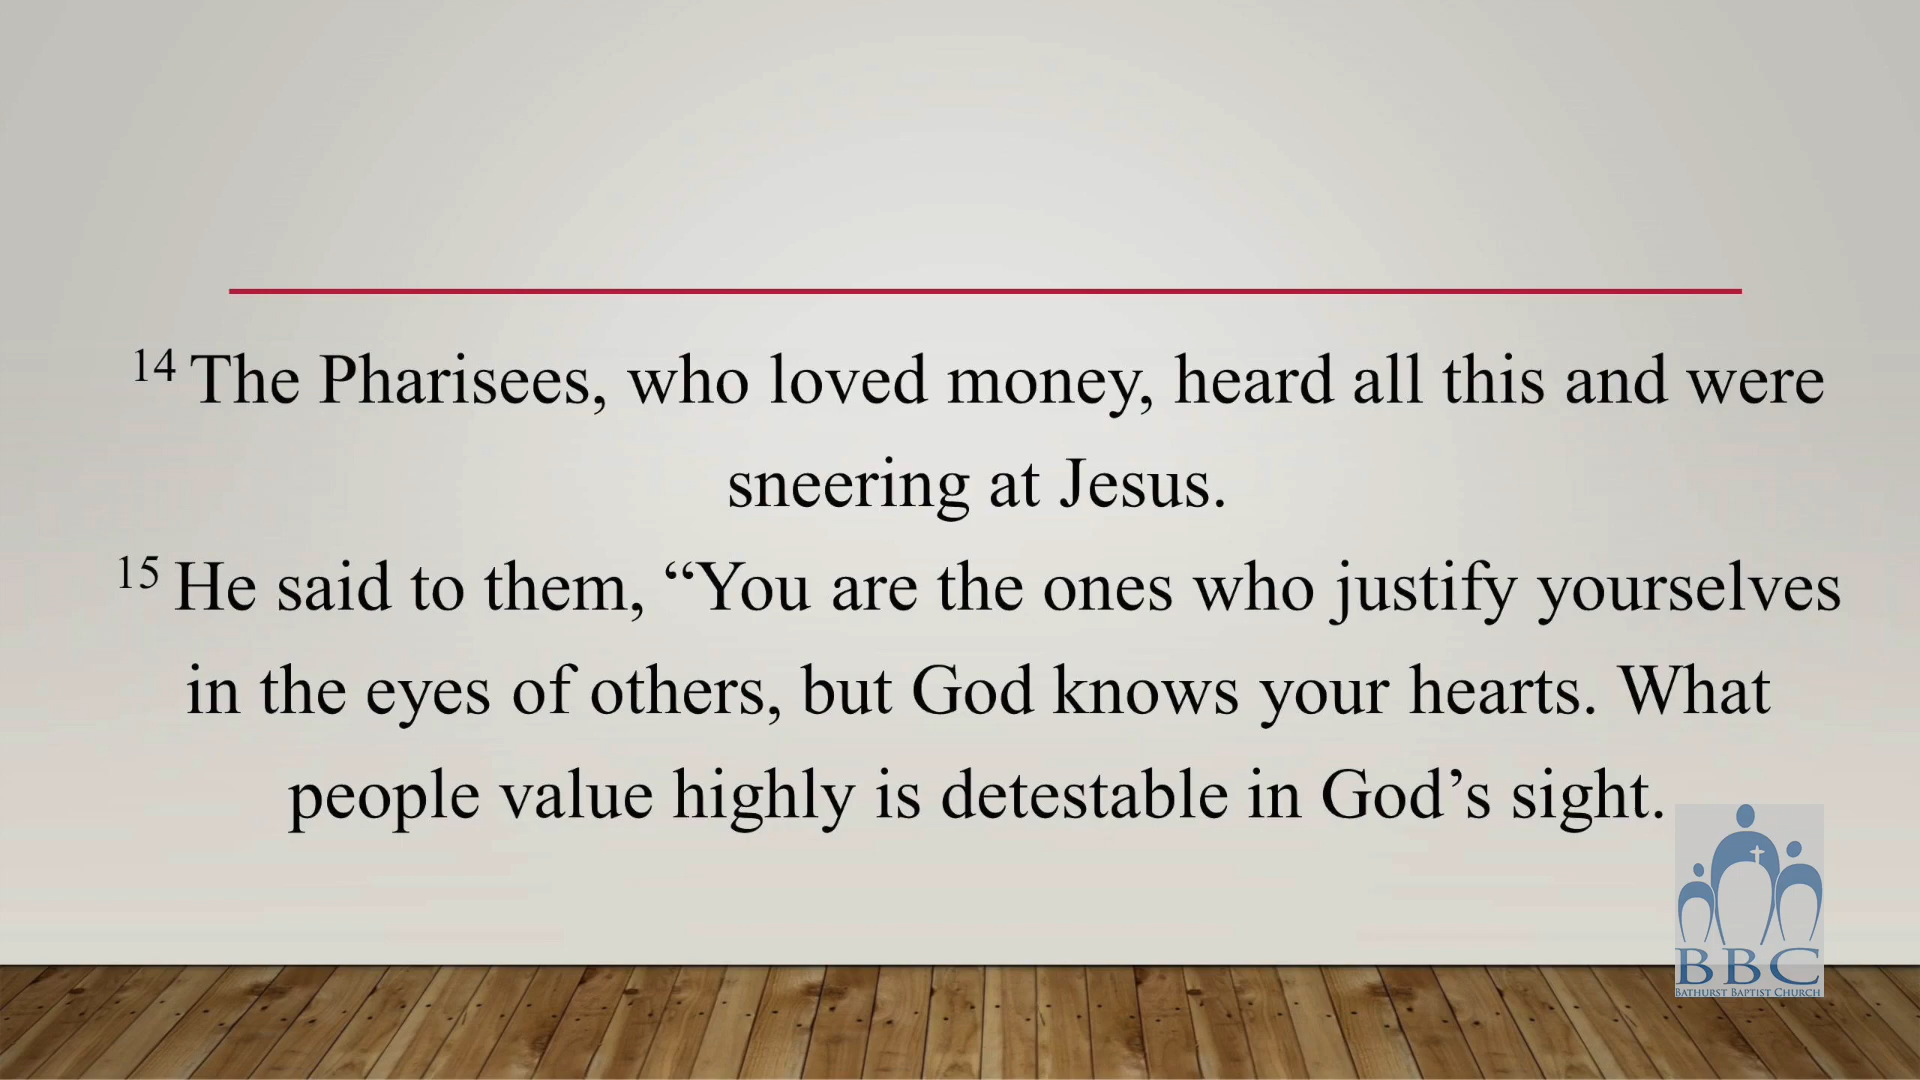 14 The Pharisees, who loved money, heard all this and were
sneering at Jesus.
15 He said to them, “You are the ones who justify yourselves
in the eyes of others, but God knows your hearts. What
people value highly is detestable in God’s sight.
BBC
BATHURST BAPTIST CHURCH